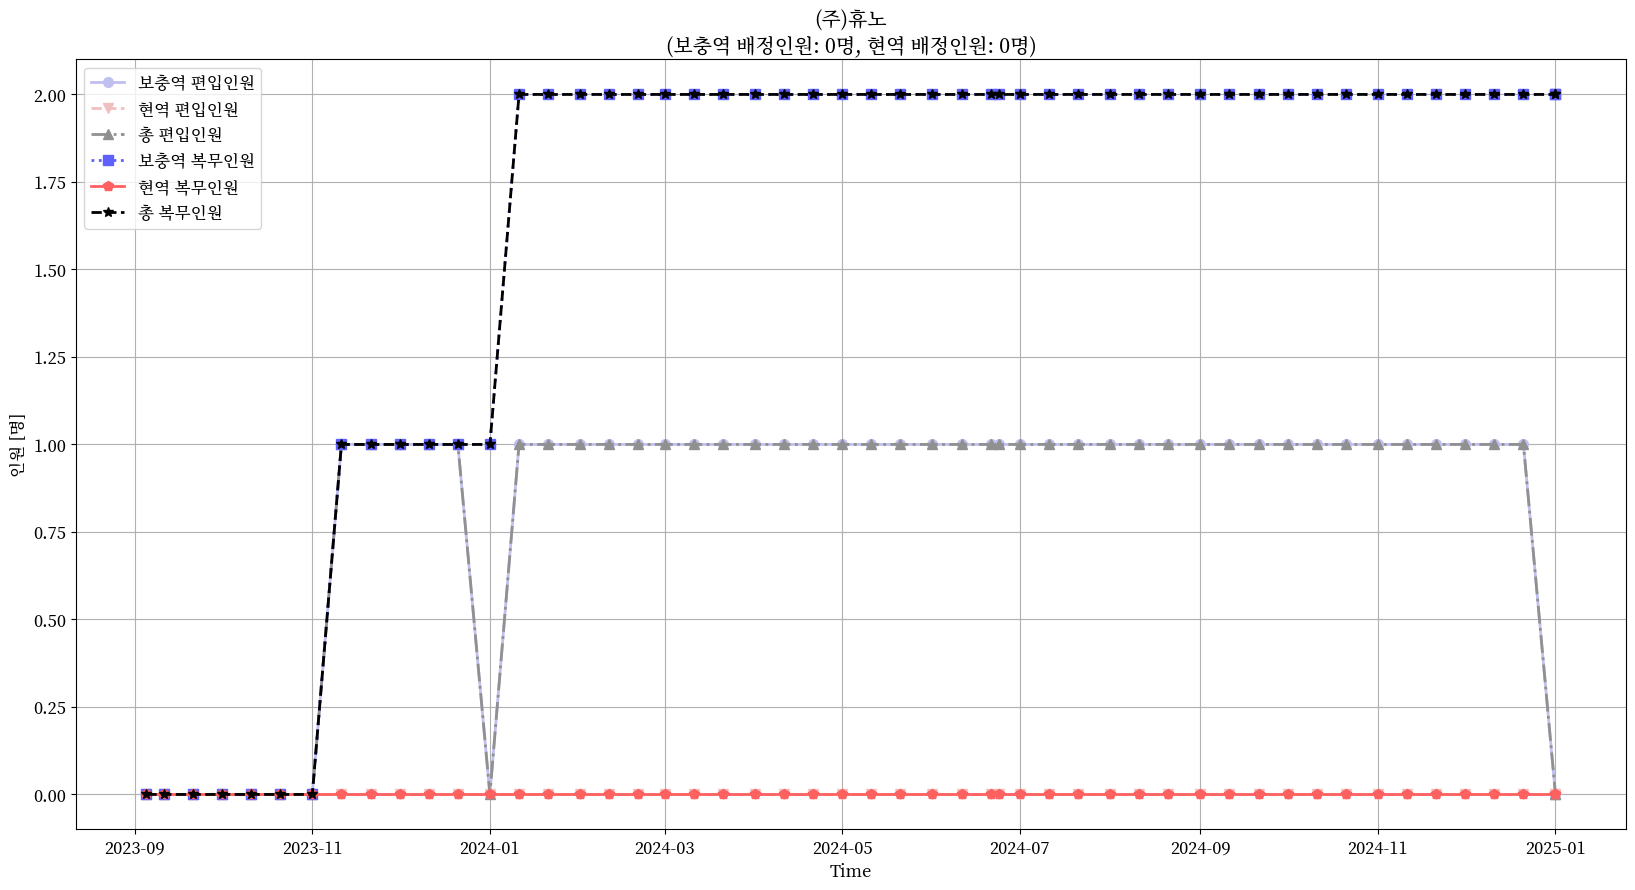 (주)휴노
(보충역 배정인원: 0명, 현역 배정인원: 0명)
보충역 편입인원
현역 편입인원
총 편입인원
보충역 복무인원
현역 복무인원
총 복무인원
2.00
1.75
1.50
1.25
1.00
0.75
0.50
0.25
0.00
인원 [명]
2023-09
2023-11
2024-01
2024-03
2024-05
2024-07
2024-09
2024-11
2025-01
Time